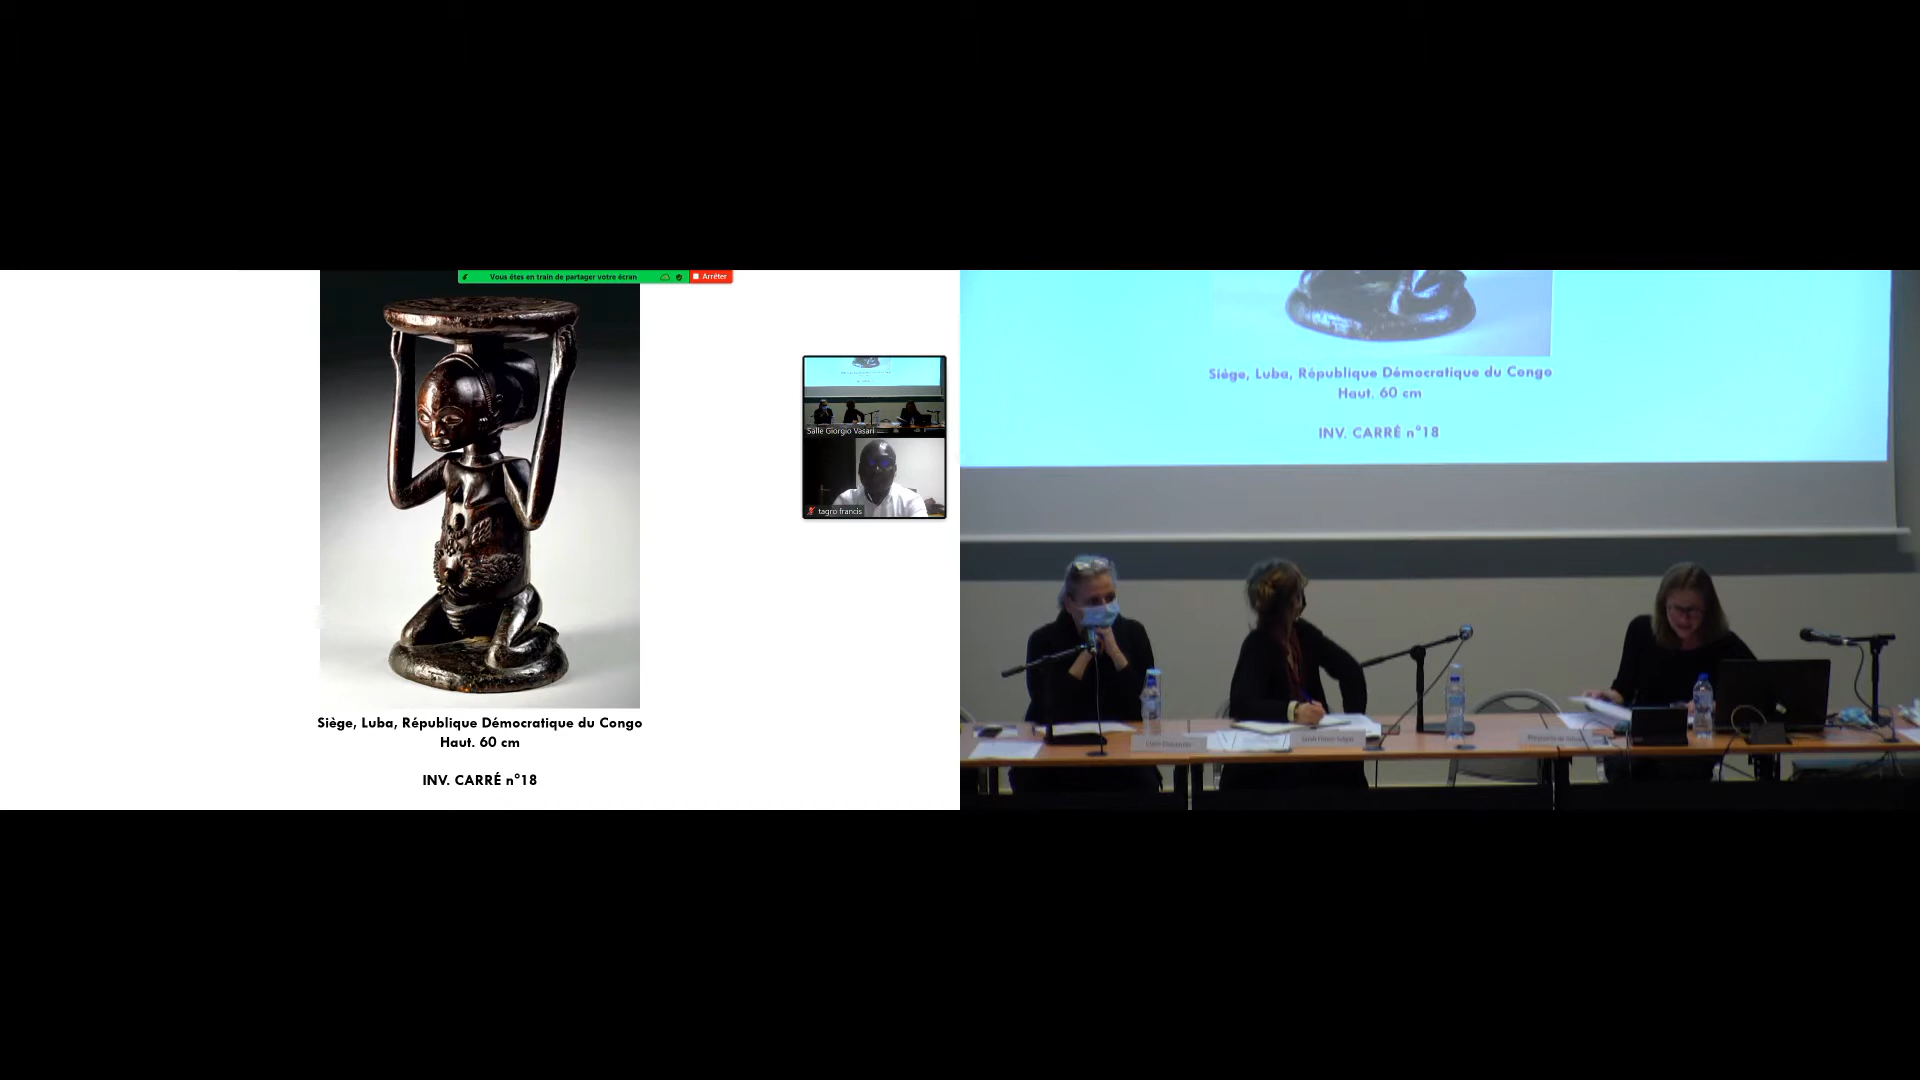 Vous êtes en train de partager votre écran
Arrêter
Siège, Luba, République Démocratique du Congo
Haut. 60 cm
INV. CARRÉ n°18
Salle Giorgio Vasari
tagro francis
Siège, Luba, République Démocratique du Congo
Haut. 60 cm
INV. CARRÉ n°18